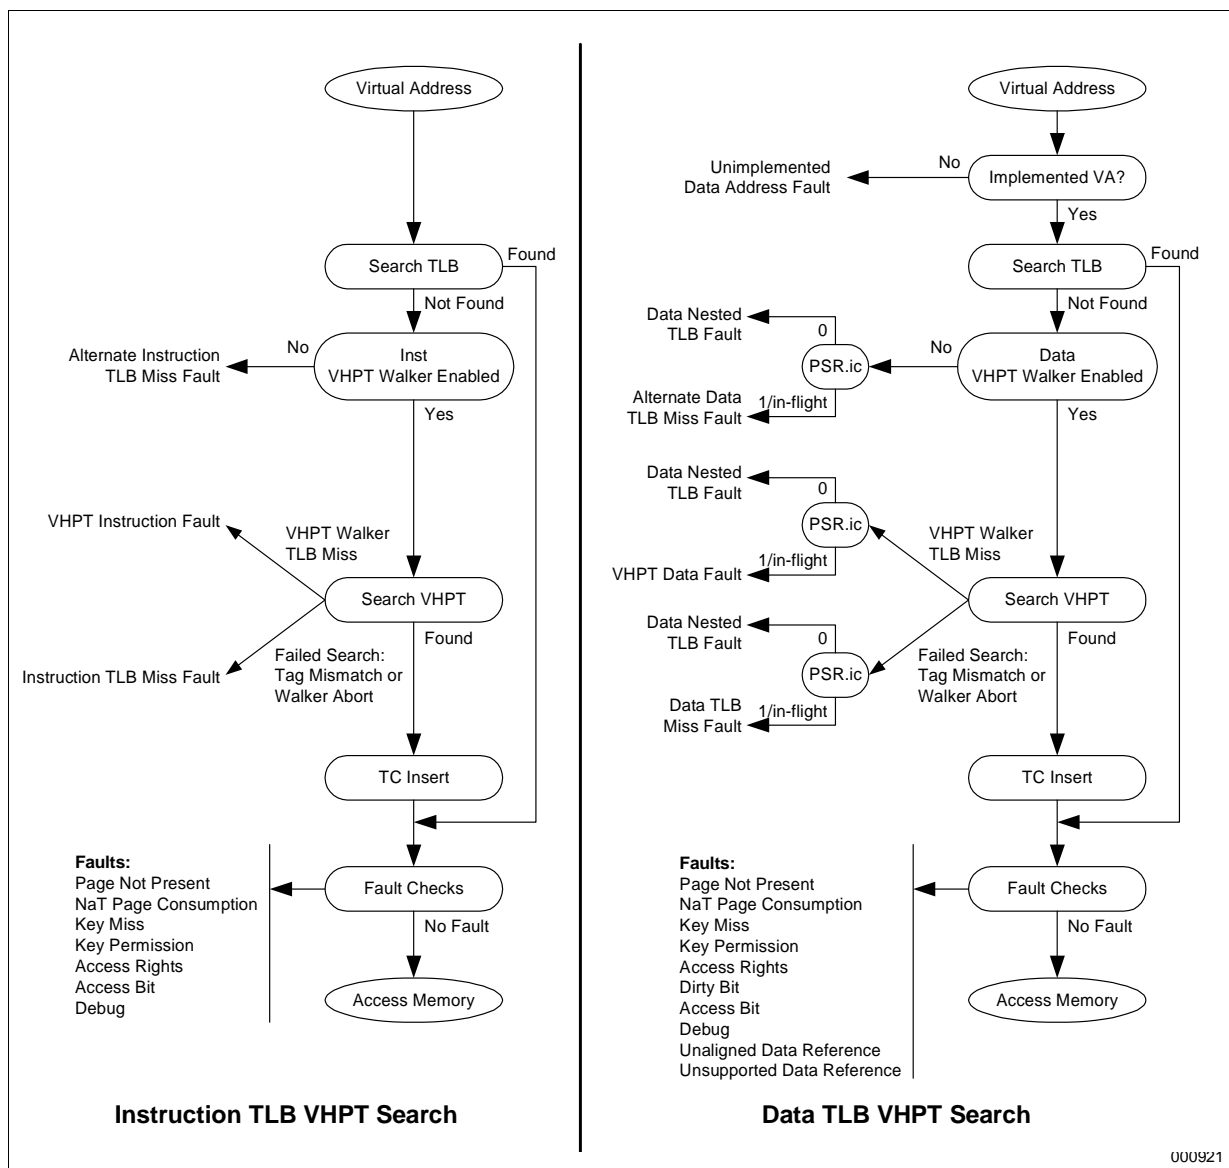 Virtual Address
Search TLB
Found
Not Found
Inst
VHPT Walker Enabled
No
Alternate Instruction
TLB Miss Fault
Yes
VHPT Instruction Fault
VHPT Walker
TLB Miss
Search VHPT
Found
Instruction TLB Miss Fault
Failed Search:
Tag Mismatch or
Walker Abort
TC Insert
Fault Checks
Faults:
Page Not Present
NaT Page Consumption
Key Miss
Key Permission
Access Rights
Access Bit
Debug
No Fault
Access Memory
Instruction TLB VHPT Search
Virtual Address
Implemented VA?
No
Unimplemented
Data Address Fault
Yes
Search TLB
Found
Not Found
Data
VHPT Walker Enabled
No
PSR.ic
0
Data Nested
TLB Fault
1/in-flight
Alternate Data
TLB Miss Fault
Yes
Data Nested
TLB Fault
0
PSR.ic
VHPT Walker
TLB Miss
1/in-flight
VHPT Data Fault
Search VHPT
Found
Data Nested
TLB Fault
0
PSR.ic
Failed Search:
Tag Mismatch or
Walker Abort
1/in-flight
Data TLB
Miss Fault
TC Insert
Fault Checks
Faults:
Page Not Present
NaT Page Consumption
Key Miss
Key Permission
Access Rights
Dirty Bit
Access Bit
Debug
Unaligned Data Reference
Unsupported Data Reference
No Fault
Access Memory
Data TLB VHPT Search
000921